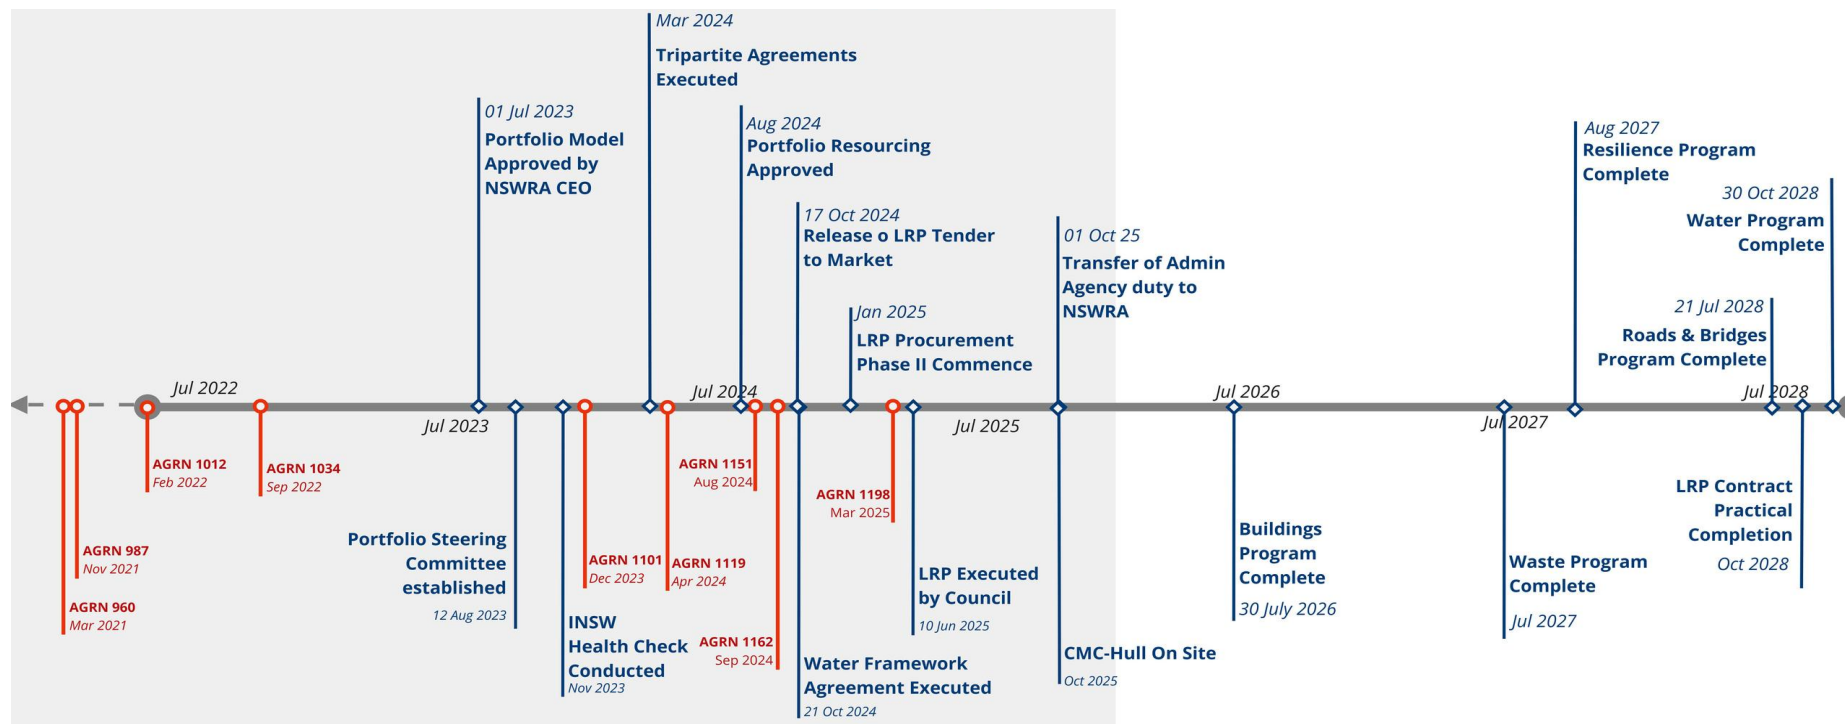 Mar 2024
Tripartite Agreements
Executed
01 Jul 2023
Portfolio Model
Approved by
NSWRA CEO
Aug 2024
Portfolio Resourcing
Approved
17 Oct 2024
Release o LRP Tender
to Market
Jan 2025
LRP Procurement
Phase II Commence
01 Oct 25
Transfer of Admin
Agency duty to
NSWRA
Aug 2027
Resilience Program
Complete
30 Oct 2028
Water Program
Complete
21 Jul 2028
Roads & Bridges
Program Complete
Jul 2022
Jul 2023
Jul 2024
Jul 2025
Jul 2026
Jul 2027
Jul 2028
AGRN 960
Mar 2021
AGRN 987
Nov 2021
AGRN 1012
Feb 2022
AGRN 1034
Sep 2022
Portfolio Steering
Committee
established
12 Aug 2023
INSW
Health Check
Conducted
Nov 2023
AGRN 1101
Dec 2023
AGRN 1119
Apr 2024
AGRN 1151
Aug 2024
AGRN 1162
Sep 2024
Water Framework
Agreement Executed
21 Oct 2024
AGRN 1198
Mar 2025
LRP Executed
by Council
10 Jun 2025
CMC-Hull On Site
Oct 2025
Buildings
Program
Complete
30 July 2026
Waste Program
Complete
Jul 2027
LRP Contract
Practical
Completion
Oct 2028